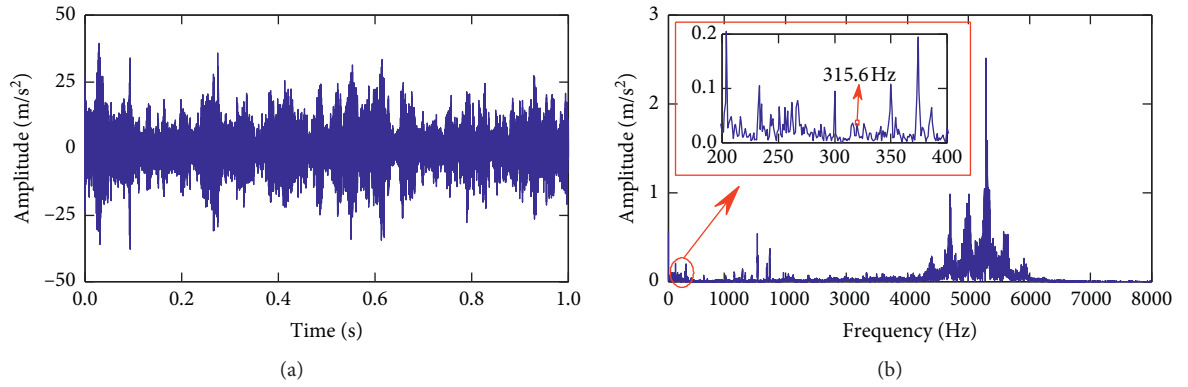 50
25
0
−25
−50
Amplitude (m/s²)
0.0 0.2 0.4 0.6 0.8 1.0
Time (s)
(a)
3
2
1
0
Amplitude (m/s²)
0.2
0.1
0.0
315.6 Hz
200 250 300 350 400
0 1000 1000 3000 4000 5000 6000 7000 8000
Frequency (Hz)
(b)